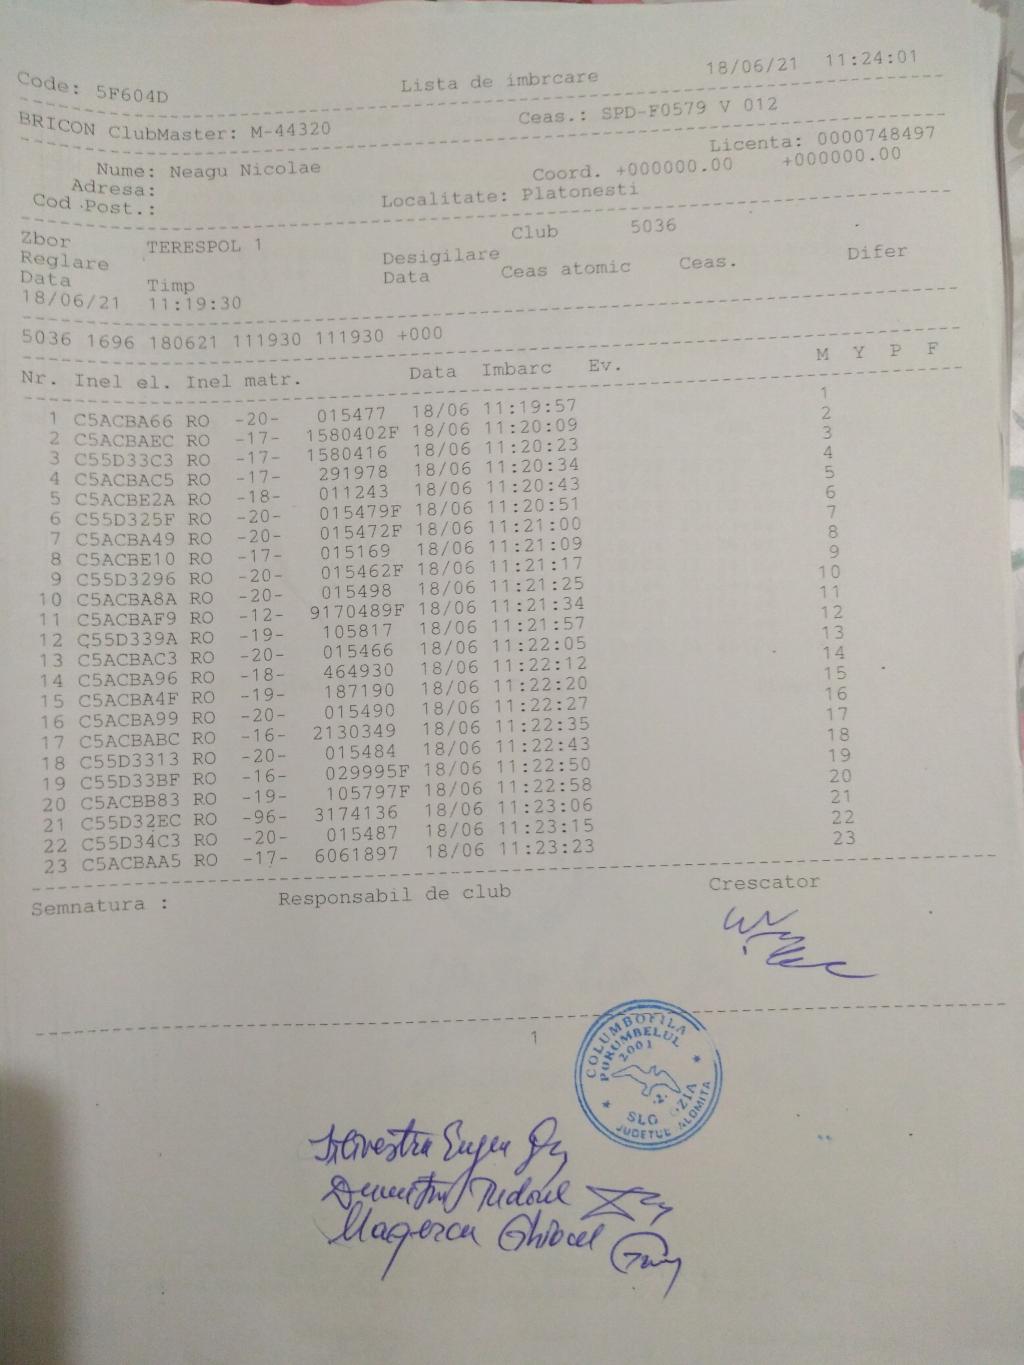 Code: 5F604D Lista de imbrcare 18/06/21 11:24:01
BRICON ClubMaster: M-44320 Ceas.: SPD-F0579 V 012
Licenta: 0000748497
Nume: Neagu Nicolae Coord. +000000.00 +000000.00
Adresa:
Cod Post.: Localitate: Platonesti
Zbor TERESPOL 1 Club 5036
Reglare Desigilare
Data Timp Data Ceas atomic Ceas. Difer
18/06/21 11:19:30
5036 1696 180621 111930 111930 +000
Nr. Inel el. Inel matr. Data Imbarc Ev. M Y P F
1 C5ACBA66 RO -20- 015477 18/06 11:19:57 1
2 C5ACBAEC RO -17- 1580402F 18/06 11:20:09 2
3 C55D33C3 RO -17- 1580416 18/06 11:20:23 3
4 C5ACBAC5 RO -17- 291978 18/06 11:20:34 4
5 C5ACBE2A RO -18- 011243 18/06 11:20:43 5
6 C55D325F RO -20- 015479F 18/06 11:20:51 6
7 C5ACBA49 RO -20- 015472F 18/06 11:21:00 7
8 C5ACBE10 RO -17- 015169 18/06 11:21:09 8
9 C55D3296 RO -20- 015462F 18/06 11:21:17 9
10 C5ACBA8A RO -20- 015498 18/06 11:21:25 10
11 C5ACBAF9 RO -12- 9170489F 18/06 11:21:34 11
12 C55D339A RO -19- 105817 18/06 11:21:57 12
13 C5ACBAC3 RO -20- 015466 18/06 11:22:05 13
14 C5ACBA96 RO -18- 464930 18/06 11:22:12 14
15 C5ACBA4F RO -19- 187190 18/06 11:22:20 15
16 C5ACBA99 RO -20- 015490 18/06 11:22:27 16
17 C5ACBABC RO -16- 2130349 18/06 11:22:35 17
18 C55D3313 RO -20- 015484 18/06 11:22:43 18
19 C55D33BF RO -16- 029995F 18/06 11:22:50 19
20 C5ACBB83 RO -19- 105797F 18/06 11:22:58 20
21 C55D32EC RO -96- 3174136 18/06 11:23:06 21
22 C55D34C3 RO -20- 015487 18/06 11:23:15 22
23 C5ACBAA5 RO -17- 6061897 18/06 11:23:23 23
Semnatura : Responsabil de club Crescator
1
COLUMBOFILA
PORUMBELUL
2001
JUDETUL IALOMITA
Silivestru Eugen
Dumitru Tudorel